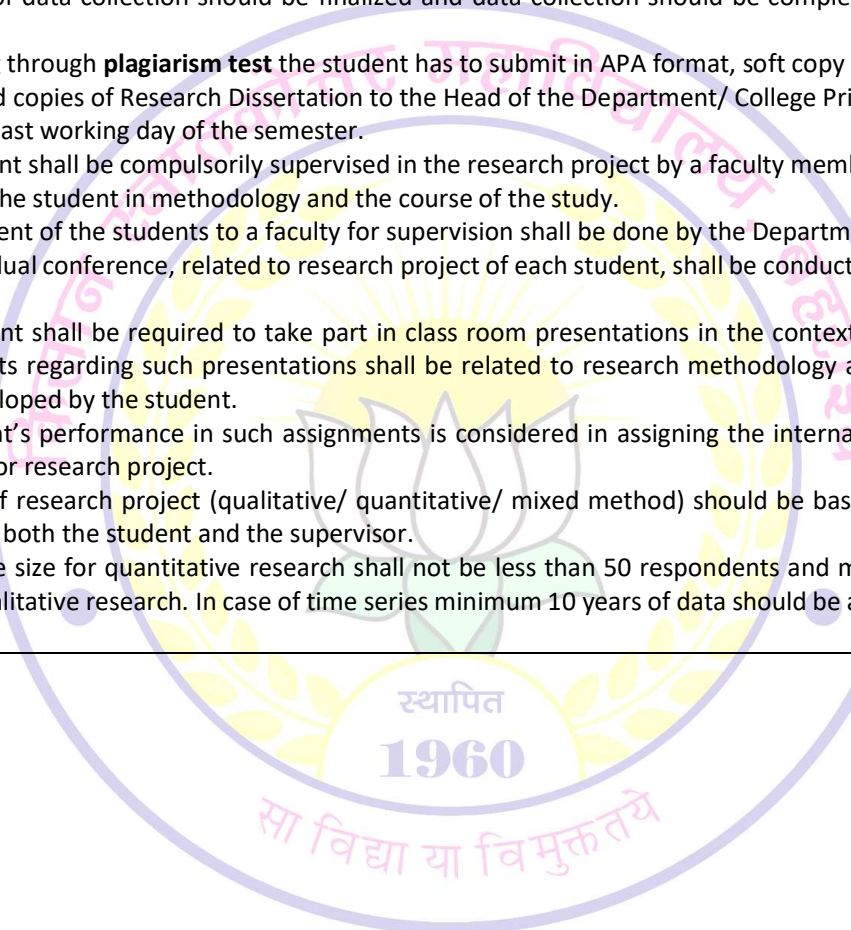 of data collection should be finalized and data collection should be comple
through plagiarism test the student has to submit in APA format, soft copy
d copies of Research Dissertation to the Head of the Department/ College Pri
ast working day of the semester.
nt shall be compulsorily supervised in the research project by a faculty memb
he student in methodology and the course of the study.
ent of the students to a faculty for supervision shall be done by the Departm
dual conference, related to research project of each student, shall be conduct
nt shall be required to take part in class room presentations in the context
ts regarding such presentations shall be related to research methodology a
loped by the student.
t's performance in such assignments is considered in assigning the interna
or research project.
f research project (qualitative/ quantitative/ mixed method) should be bas
both the student and the supervisor.
e size for quantitative research shall not be less than 50 respondents and m
alitative research. In case of time series minimum 10 years of data should be a
किसान स्नातकोत्तर महाविद्यालय, बहराइच
स्थापित
1960
सा विद्या या विमुक्ततये